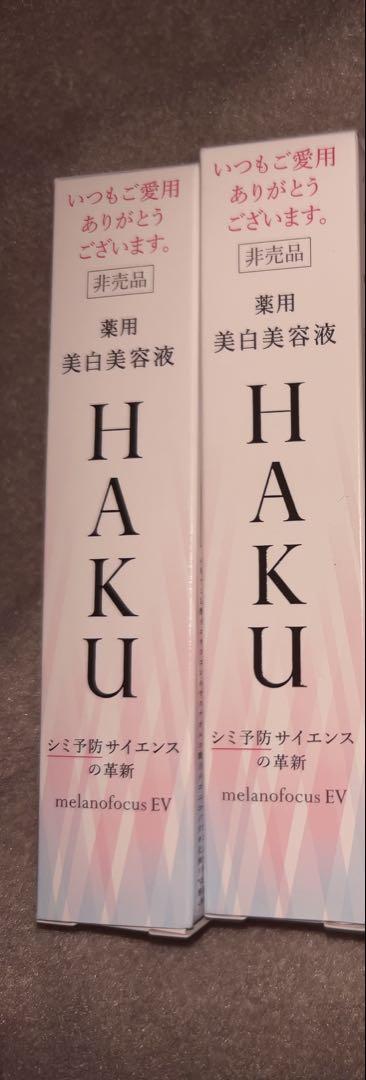 いつもご愛用
ありがとう
ございます。
非売品
薬用
美白美容液
HAKU
シミ予防サイエンス
の革新
melanofocus EV
いつもご愛用
ありがとう
ございます。
非売品
薬用
美白美容液
HAKU
シミ予防サイエンス
の革新
melanofocus EV